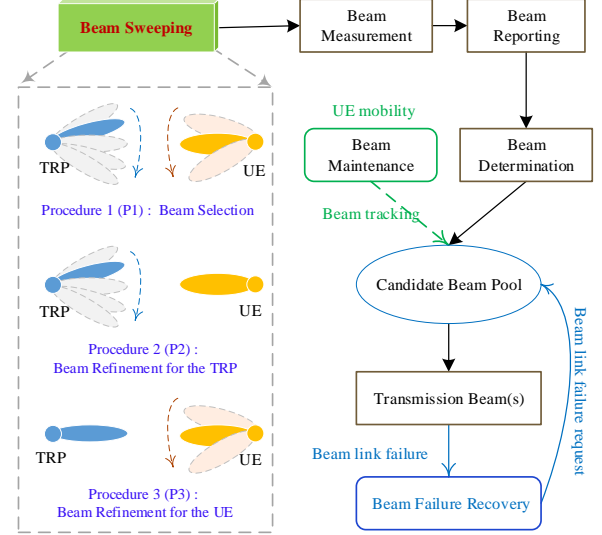 Beam Sweeping
Beam
Measurement
Beam
Reporting
UE mobility
Beam
Maintenance
Beam
Determination
TRP
UE
Procedure 1 (P1) : Beam Selection
Beam tracking
Candidate Beam Pool
TRP
UE
Procedure 2 (P2) :
Beam Refinement for the TRP
Transmission Beam(s)
Beam link failure request
TRP
UE
Beam link failure
Procedure 3 (P3) :
Beam Refinement for the UE
Beam Failure Recovery